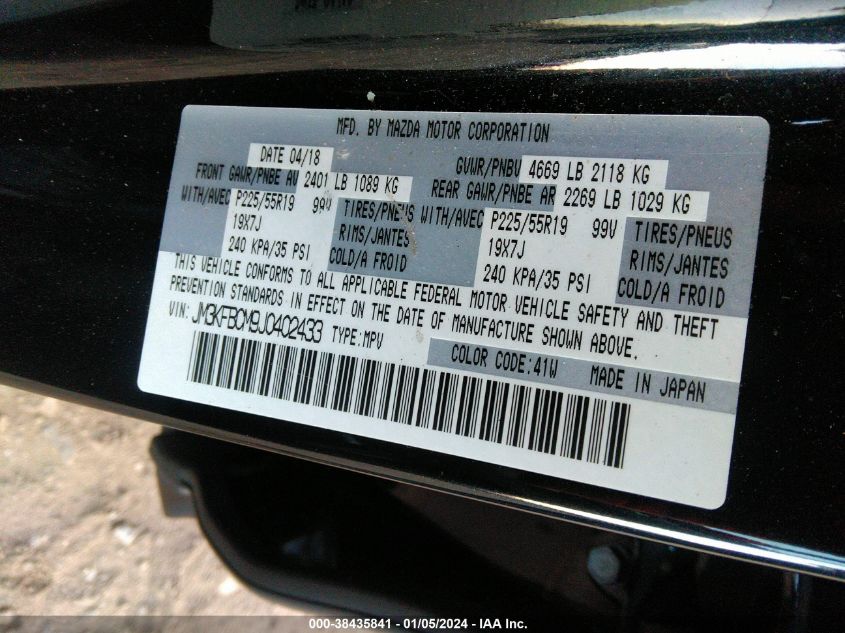 MFD. BY MAZDA MOTOR CORPORATION
DATE 04/18
GVWR/PNBV 4669 LB 2118 KG
FRONT GAWR/PNBE AV 2401 LB 1089 KG
REAR GAWR/PNBE AR 2269 LB 1029 KG
WITH/AVEC P225/55R19 99V TIRES/PNEUS
19X7J RIMS/JANTES
240 KPA/35 PSI COLD/A FROID
WITH/AVEC P225/55R19 99V TIRES/PNEUS
19X7J RIMS/JANTES
240 KPA/35 PSI COLD/A FROID
THIS VEHICLE CONFORMS TO ALL APPLICABLE FEDERAL MOTOR VEHICLE SAFETY AND THEFT
PREVENTION STANDARDS IN EFFECT ON THE DATE OF MANUFACTURE SHOWN ABOVE.
VIN: JM3KFBCM9J0402433 TYPE:MPV
COLOR CODE:41W MADE IN JAPAN
000-38435841 - 01/05/2024 - IAA Inc.